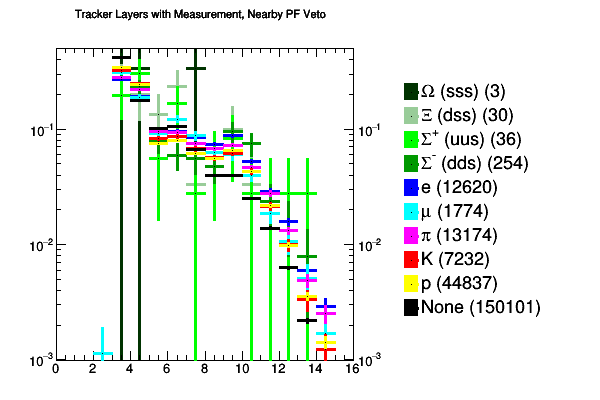 Tracker Layers with Measurement, Nearby PF Veto
10⁻¹ 10⁻¹
10⁻² 10⁻²
10⁻³ 10⁻³
0 2 4 6 8 10 12 14 16
Ω (sss) (3)
Ξ (dss) (30)
Σ⁺ (uus) (36)
Σ⁻ (dds) (254)
e (12620)
μ (1774)
π (13174)
K (7232)
p (44837)
None (150101)